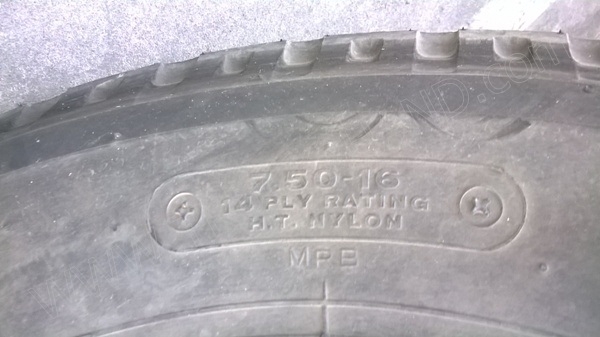 7.50-16
14 PLY RATING
H.T. NYLON
MPB